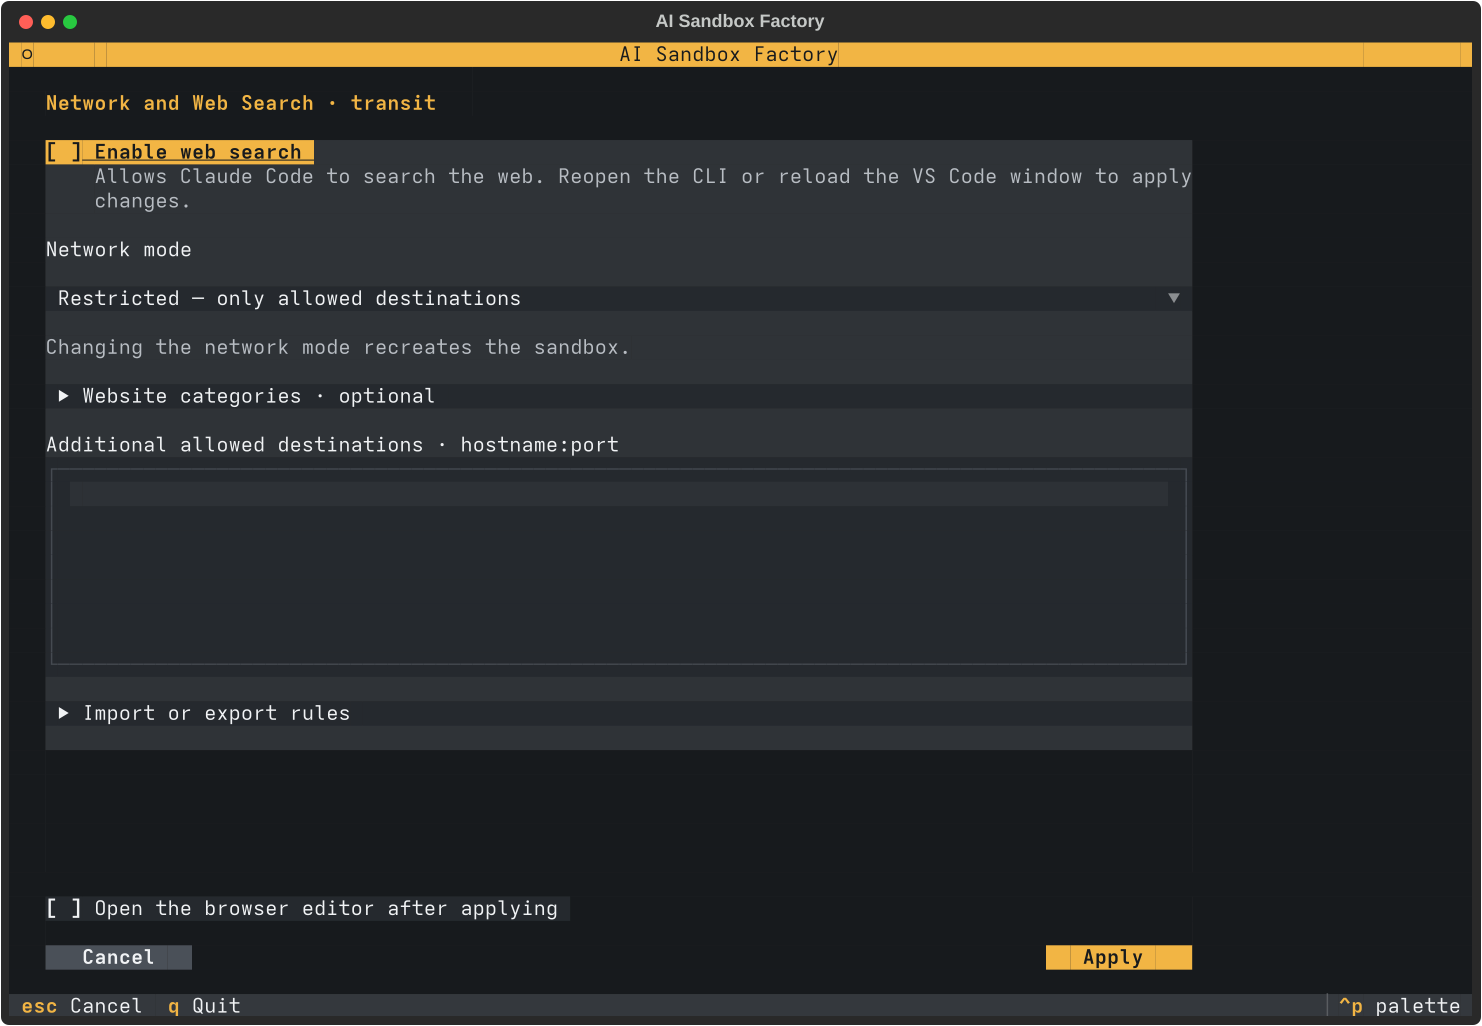 AI Sandbox Factory
O AI Sandbox Factory
Network and Web Search · transit
[ ] Enable web search
Allows Claude Code to search the web. Reopen the CLI or reload the VS Code window to apply
changes.
Network mode
Restricted — only allowed destinations ▼
Changing the network mode recreates the sandbox.
▶ Website categories · optional
Additional allowed destinations · hostname:port
▶ Import or export rules
[ ] Open the browser editor after applying
Cancel Apply
esc Cancel q Quit ^p palette